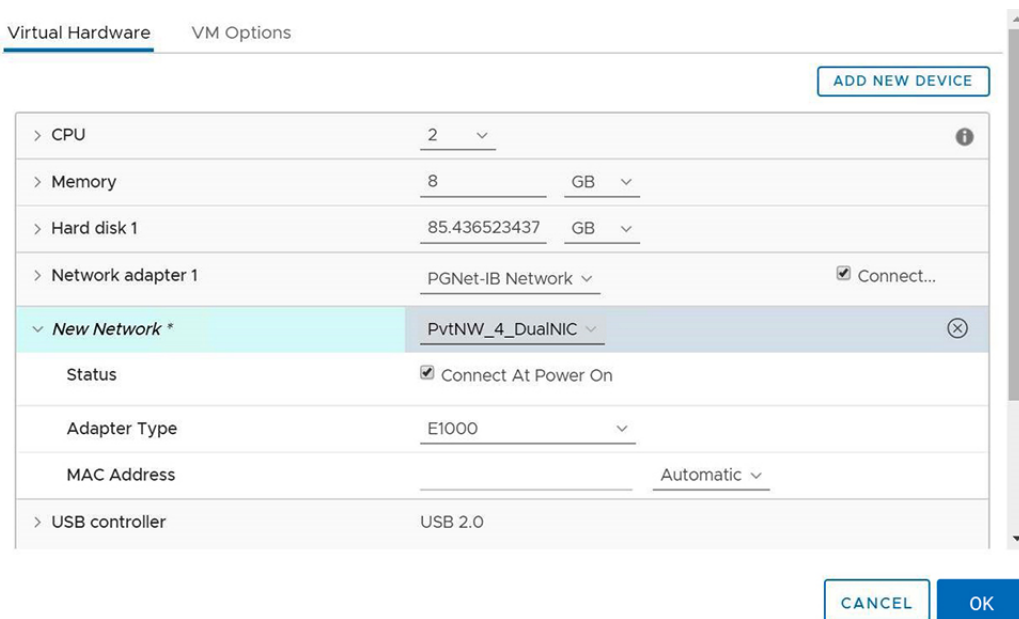 Virtual Hardware VM Options
ADD NEW DEVICE
CPU 2
Memory 8 GB
Hard disk 1 85.436523437 GB
Network adapter 1 PGNet-IB Network Connect...
New Network * PvtNW_4_DualNIC
Status Connect At Power On
Adapter Type E1000
MAC Address Automatic
USB controller USB 2.0
CANCEL OK